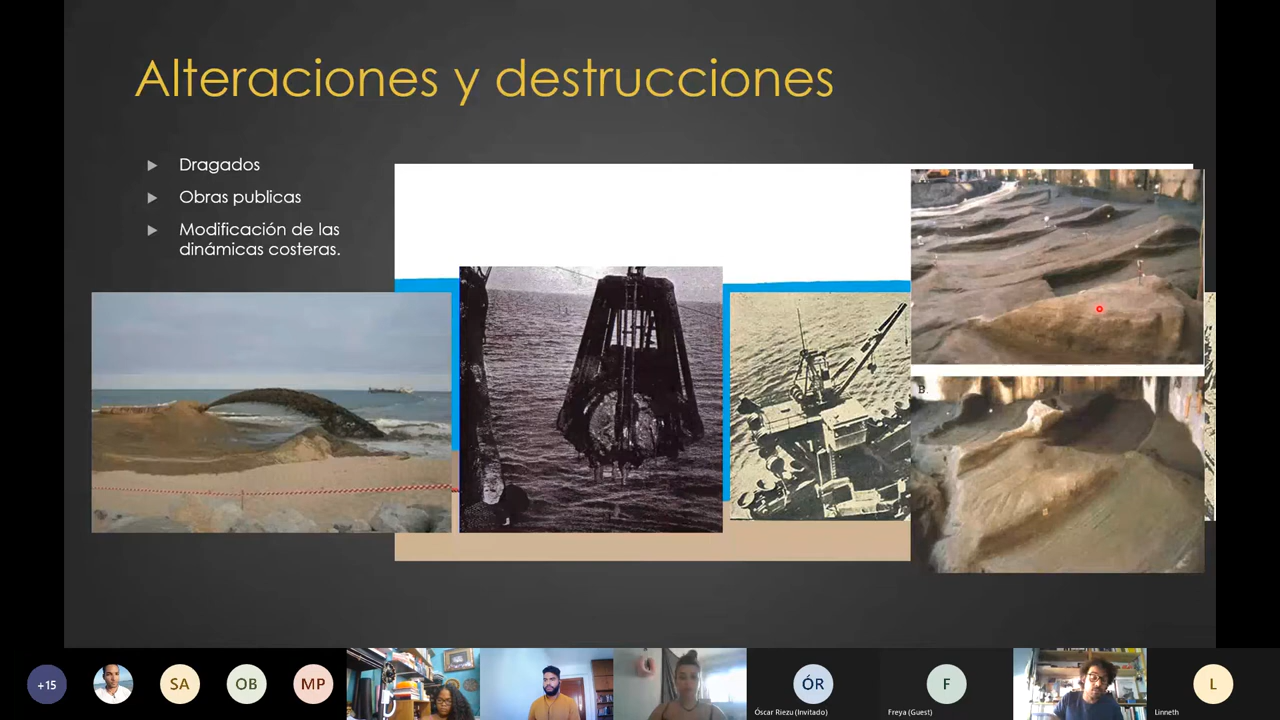 Alteraciones y destrucciones
Dragados
Obras publicas
Modificación de las
dinámicas costeras.
B
+15
SA
OB
MP
ÓR
Óscar Riezu (Invitado)
F
Freya (Guest)
L
Linneth